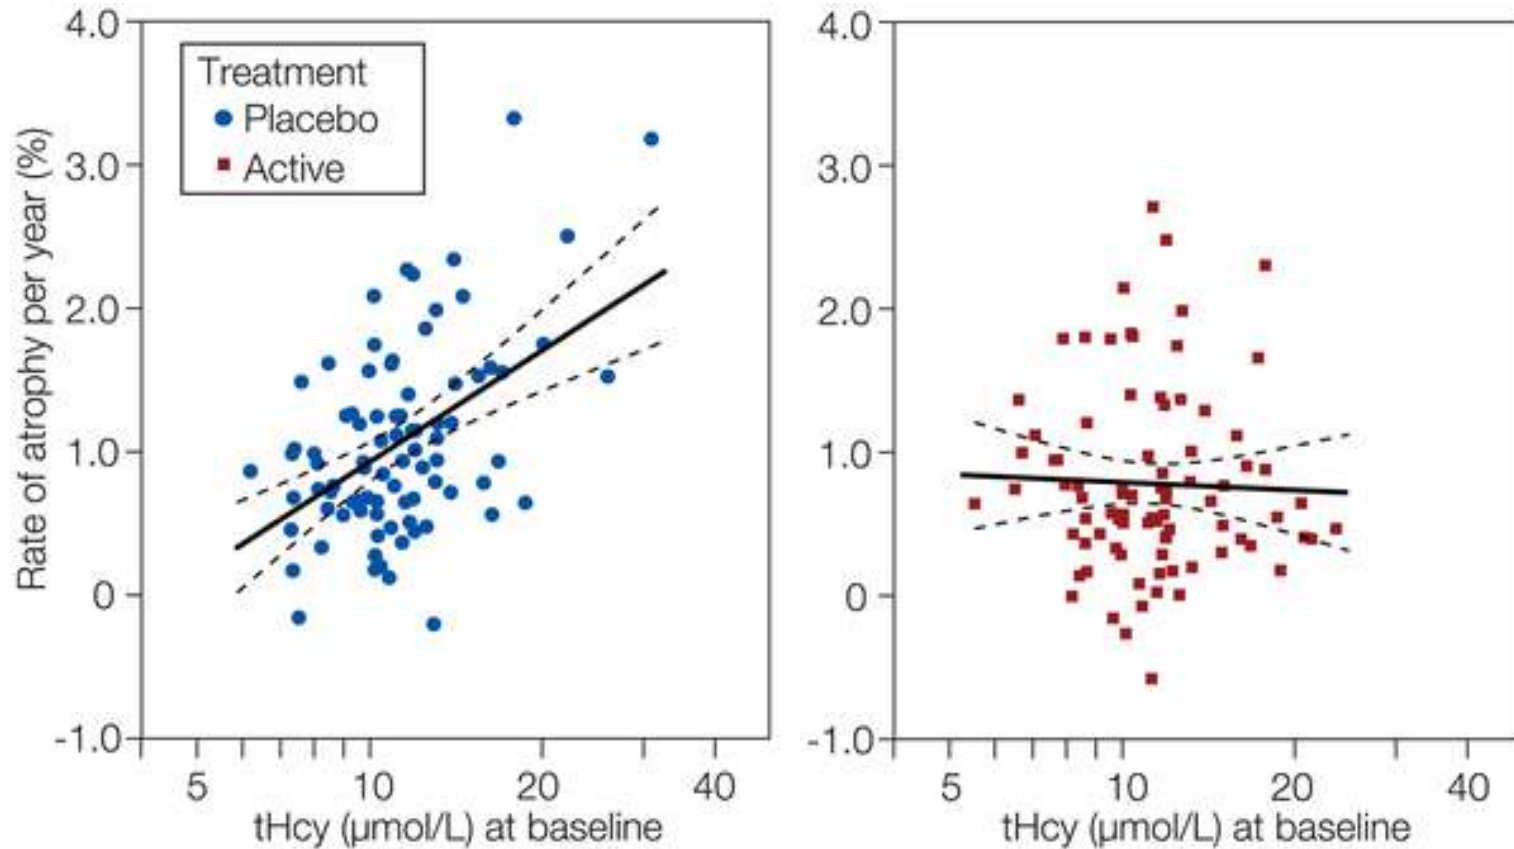 Treatment
Placebo
Active
Rate of atrophy per year (%)
4.0
3.0
2.0
1.0
0
-1.0
5 10 20 40
tHcy (µmol/L) at baseline
4.0
3.0
2.0
1.0
0
-1.0
5 10 20 40
tHcy (µmol/L) at baseline